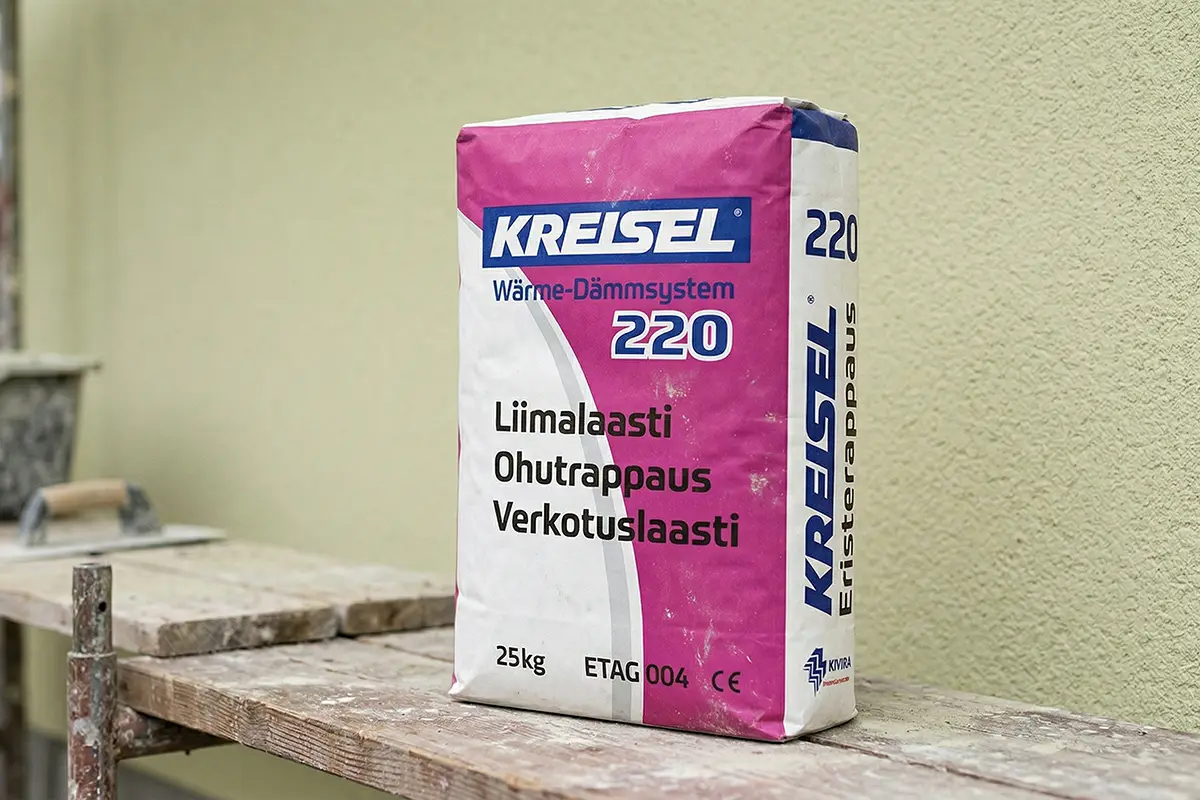 KREISEL®
Wärme-Dämmsystem
220
Liimalaasti
Ohutrappaus
Verkotuslaasti
25kg ETAG 004 CE
220
KREISEL®
Eristerappaus
KIVIRA